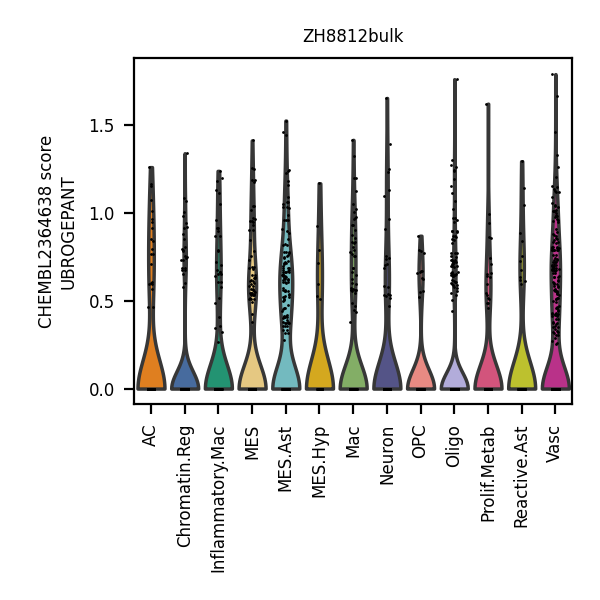 ZH8812bulk
CHEMBL2364638 score
UBROGEPANT
1.5
1.0
0.5
0.0
AC
Chromatin.Reg
Inflammatory.Mac
MES
MES.Ast
MES.Hyp
Mac
Neuron
OPC
Oligo
Prolif.Metab
Reactive.Ast
Vasc